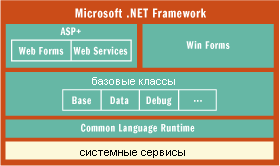 Microsoft .NET Framework
ASP+
Web Forms
Web Services
Win Forms
базовые классы
Base
Data
Debug
...
Common Language Runtime
системные сервисы